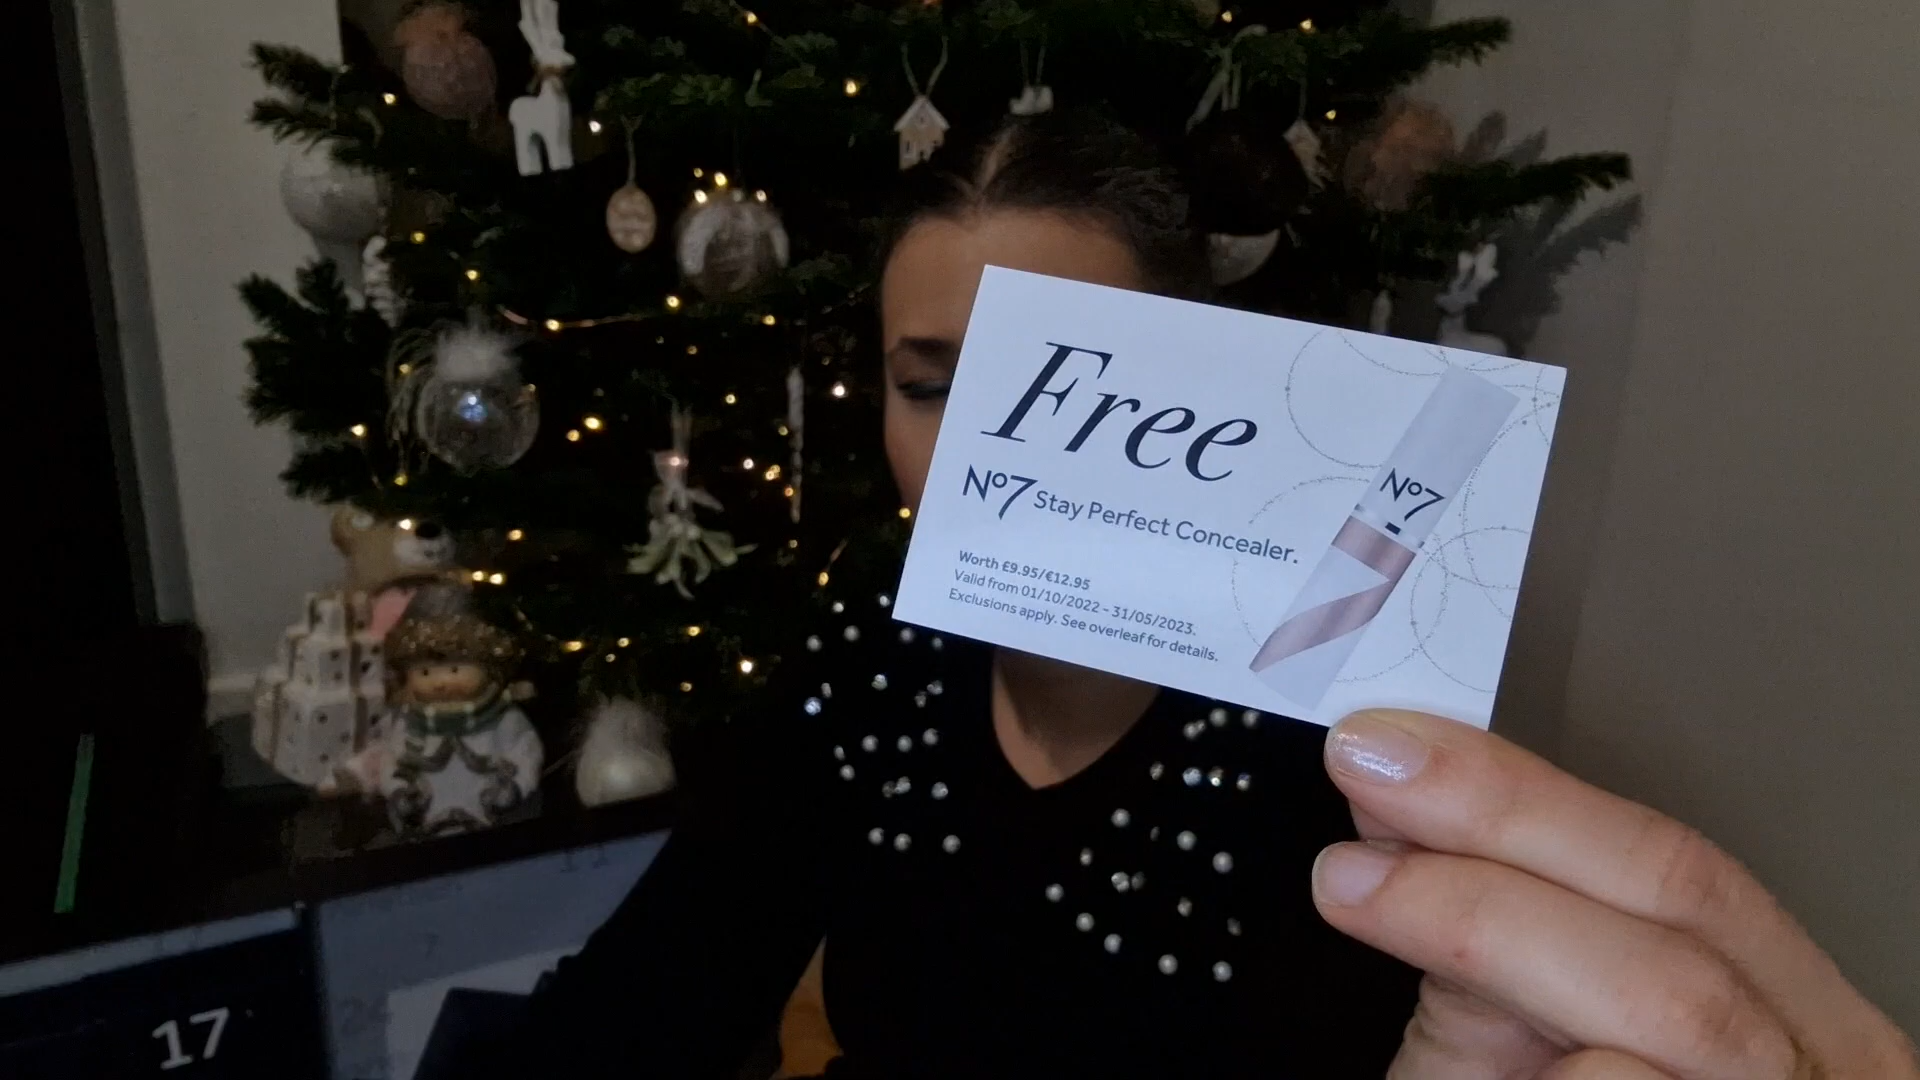 Free
Nº7 Stay Perfect Concealer.
Worth £9.95/€12.95
Valid from 01/10/2022 - 31/05/2023.
Exclusions apply. See overleaf for details.
Nº7
17